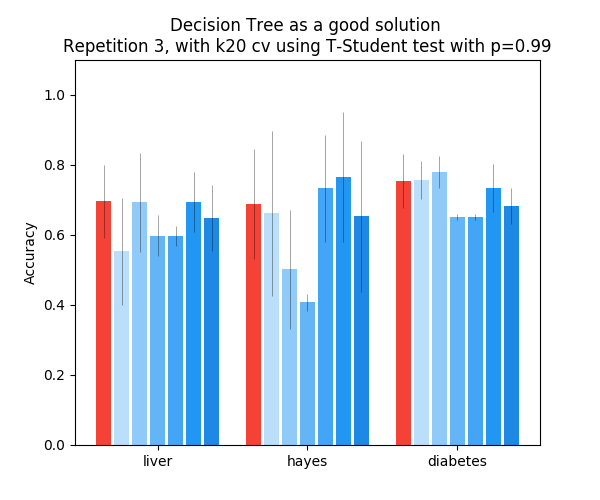 Decision Tree as a good solution
Repetition 3, with k20 cv using T-Student test with p=0.99
1.0
0.8
0.6
0.4
0.2
0.0
Accuracy
liver
hayes
diabetes